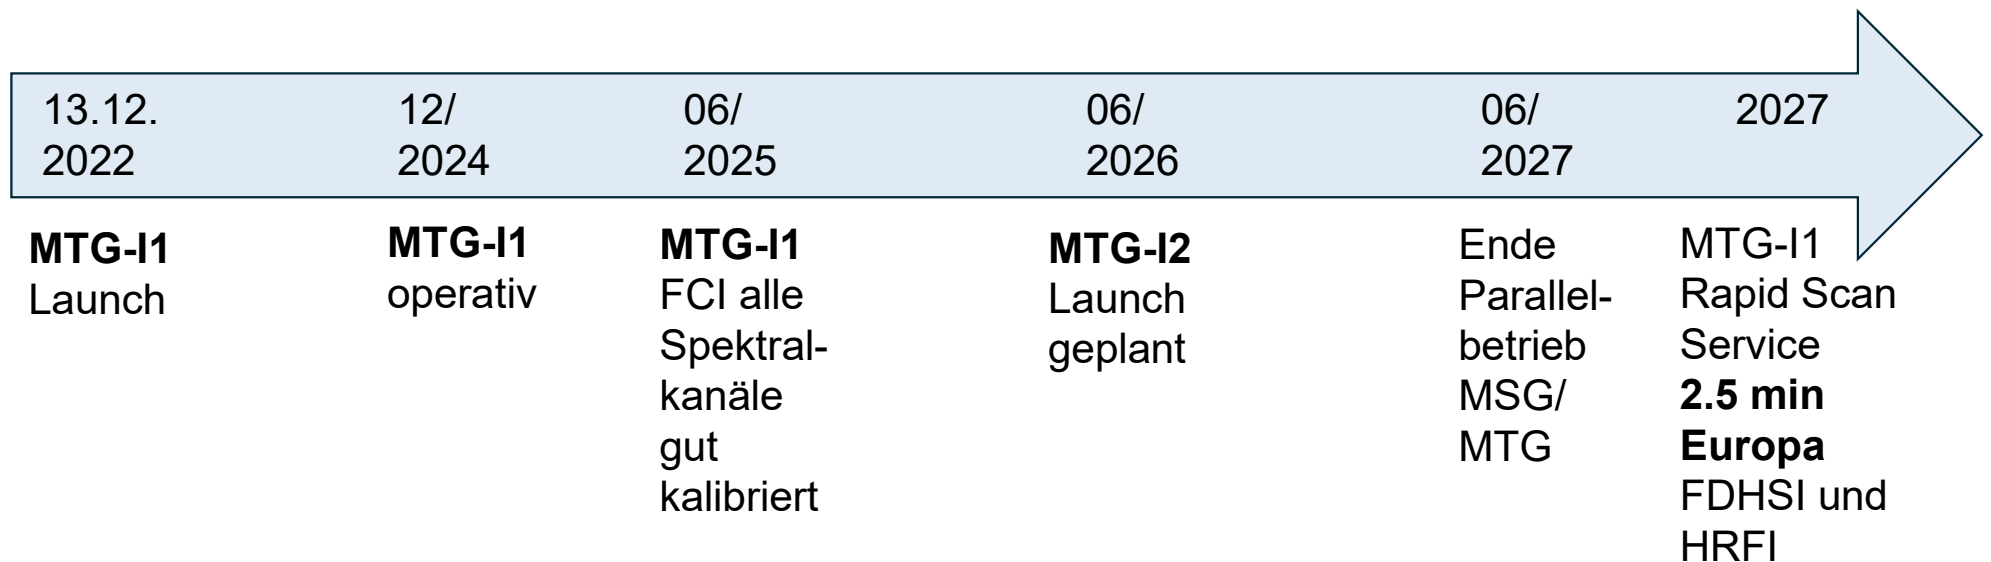 13.12.
2022
12/
2024
06/
2025
06/
2026
06/
2027
2027
MTG-I1
Launch
MTG-I1
operativ
MTG-I1
FCI alle
Spektral-
kanäle
gut
kalibriert
MTG-I2
Launch
geplant
Ende
Parallel-
betrieb
MSG/
MTG
MTG-I1
Rapid Scan
Service
2.5 min
Europa
FDHSI und
HRFI